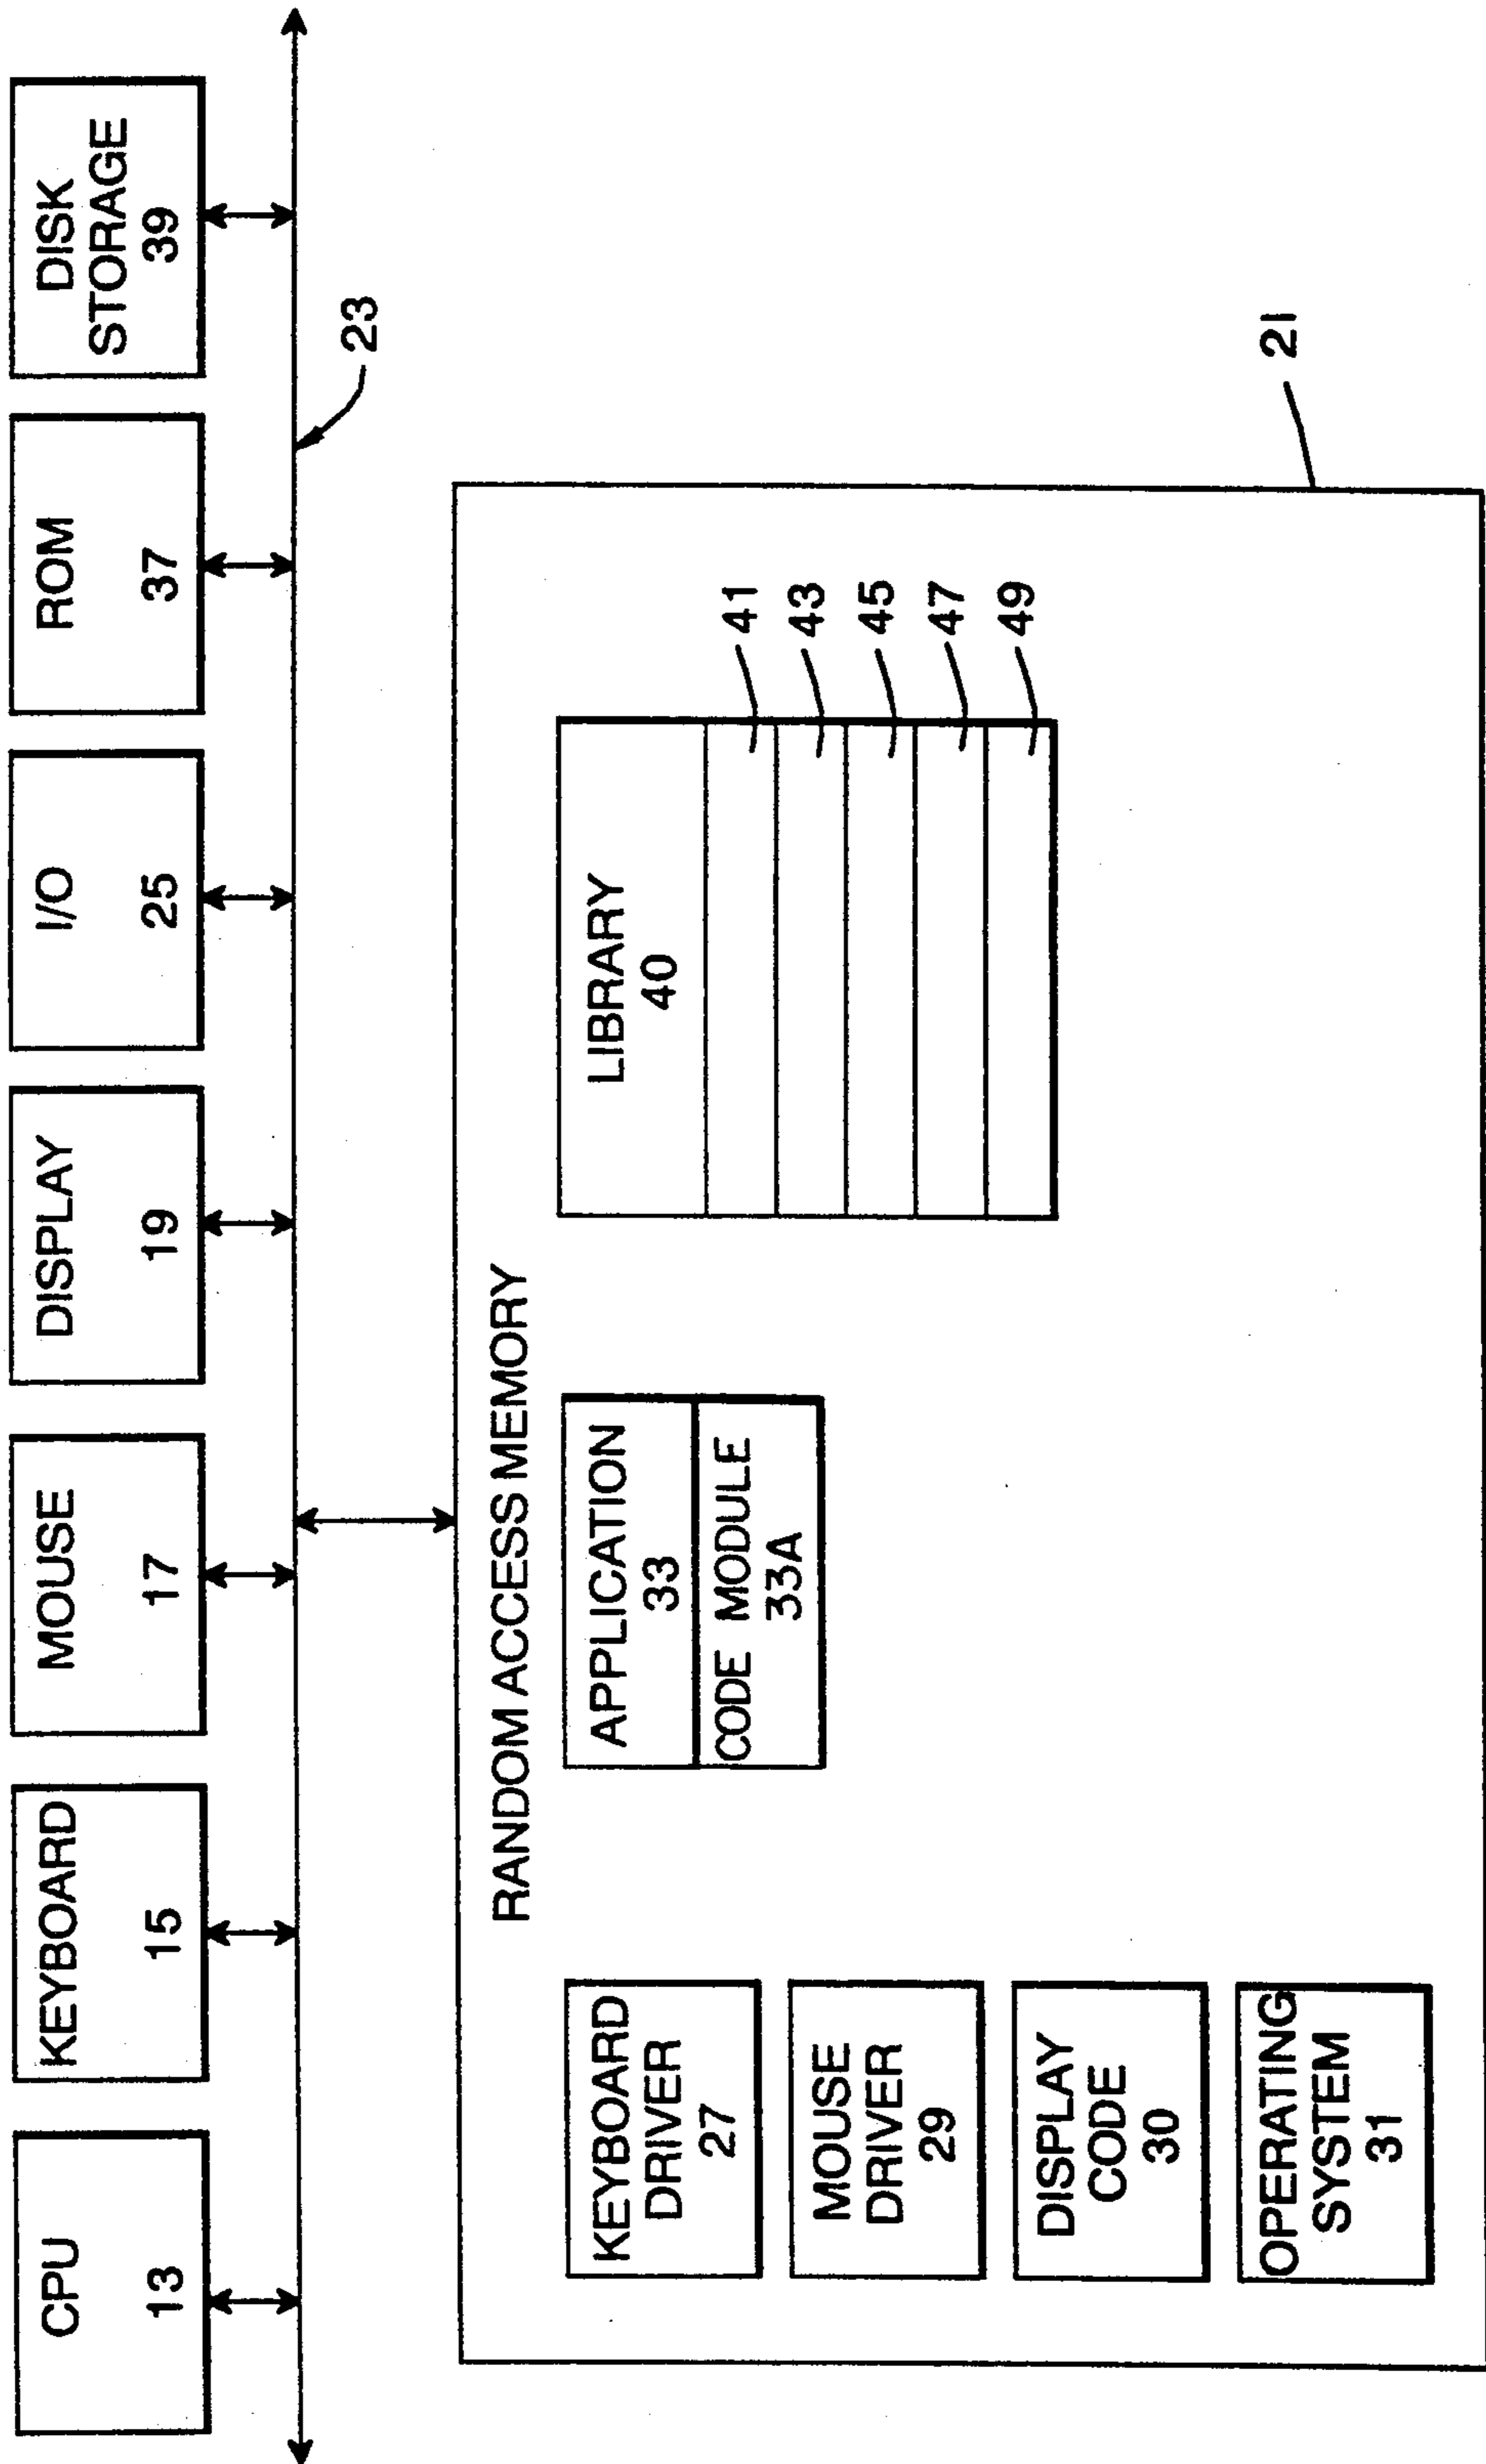 CPU
13
KEYBOARD
15
MOUSE
17
DISPLAY
19
I/O
25
ROM
37
DISK
STORAGE
39
23
RANDOM ACCESS MEMORY
21
KEYBOARD
DRIVER
27
MOUSE
DRIVER
29
DISPLAY
CODE
30
OPERATING
SYSTEM
31
APPLICATION
33
CODE MODULE
33A
LIBRARY
40
41
43
45
47
49